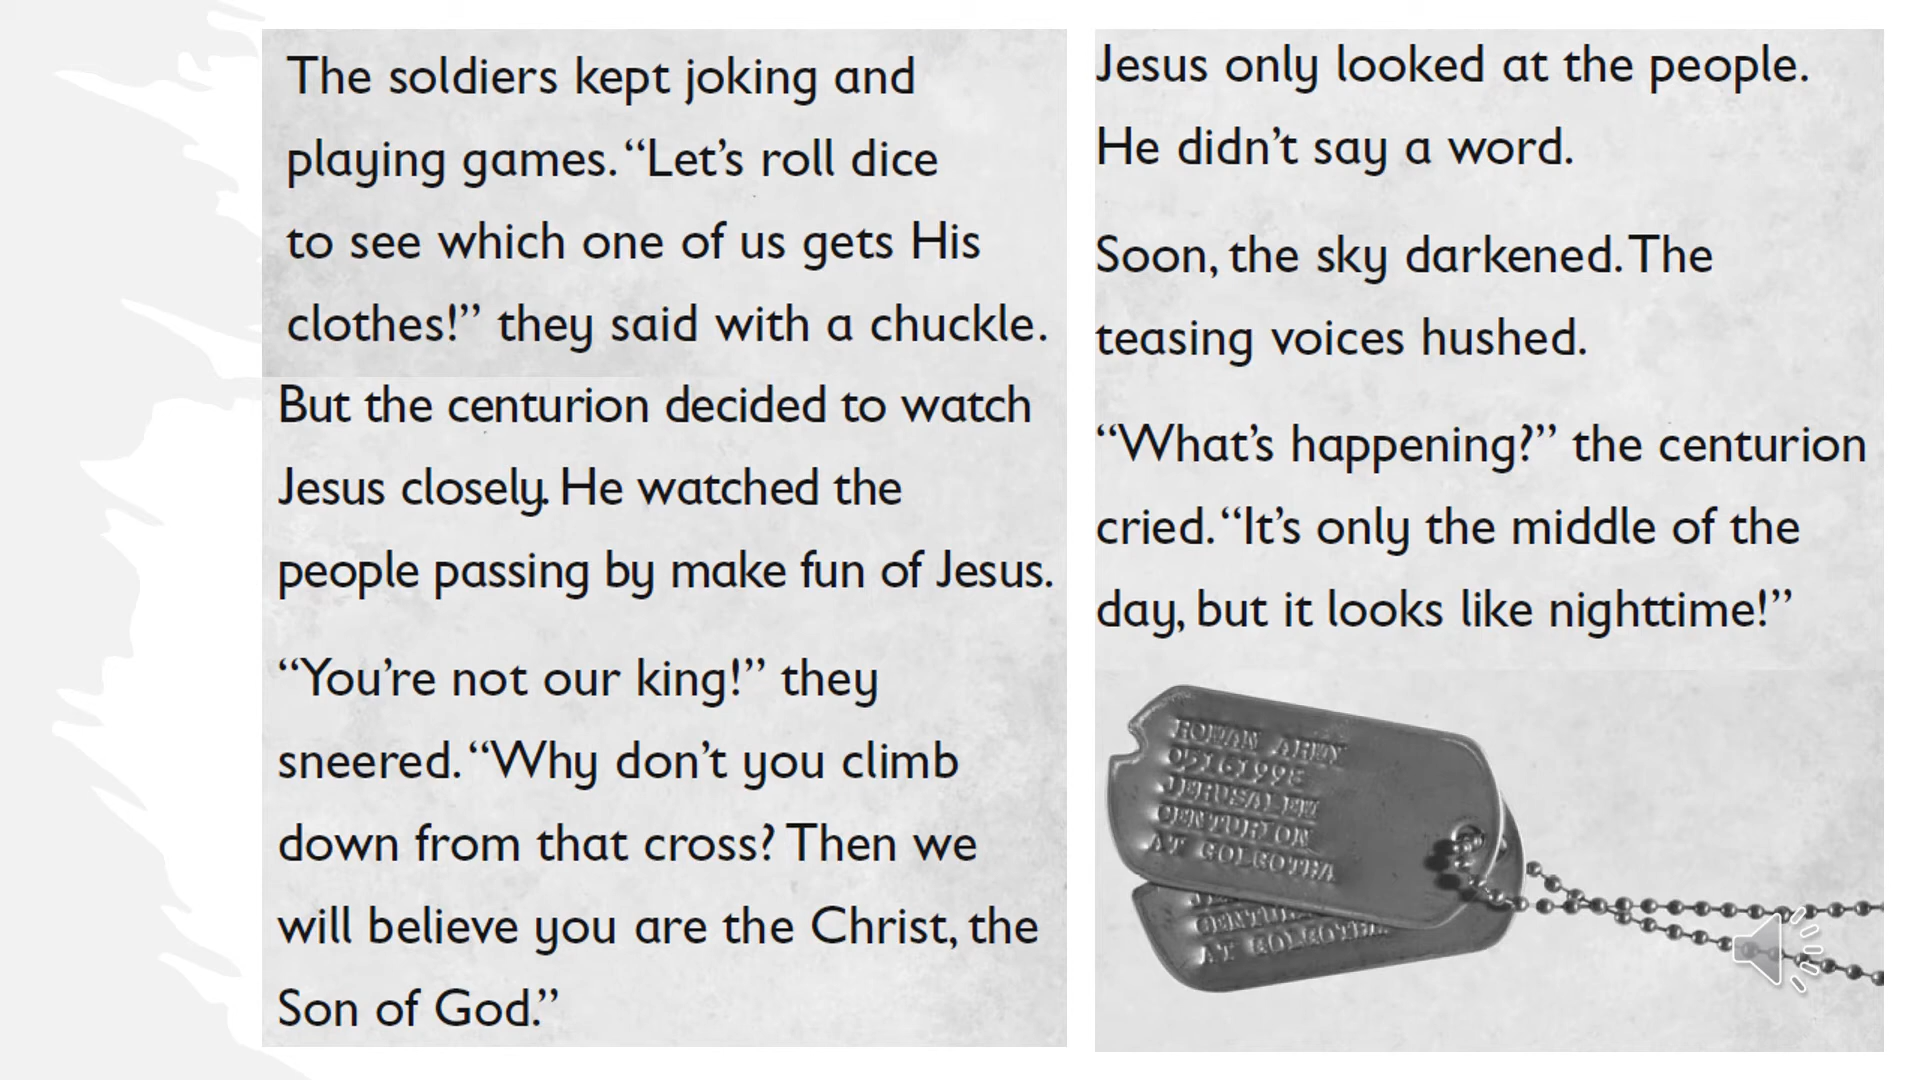 The soldiers kept joking and
playing games. “Let’s roll dice
to see which one of us gets His
clothes!” they said with a chuckle.
But the centurion decided to watch
Jesus closely. He watched the
people passing by make fun of Jesus.
“You’re not our king!” they
sneered. “Why don’t you climb
down from that cross? Then we
will believe you are the Christ, the
Son of God.”
Jesus only looked at the people.
He didn’t say a word.
Soon, the sky darkened. The
teasing voices hushed.
“What’s happening?” the centurion
cried. “It’s only the middle of the
day, but it looks like nighttime!”
ROMAN ARMY
JERUSALEM
CENTURION
AT GOLGOTHA
AT GOLGOTHA